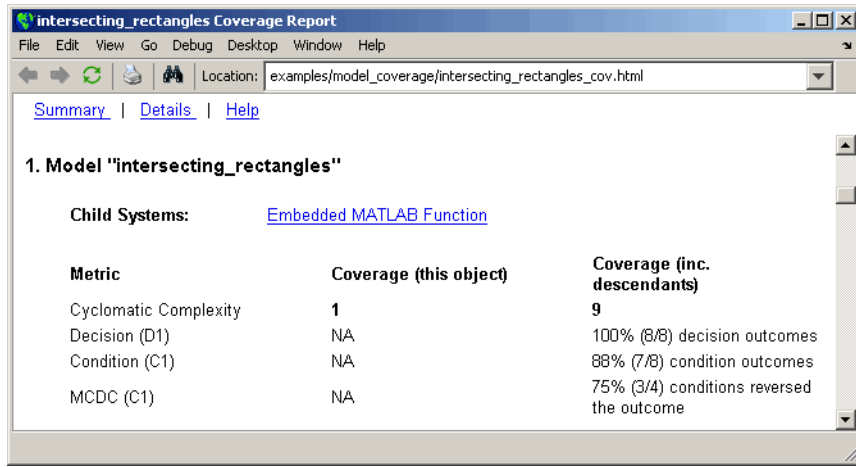 intersecting_rectangles Coverage Report
File Edit View Go Debug Desktop Window Help
Location: examples/model_coverage/intersecting_rectangles_cov.html
Summary | Details | Help
1. Model "intersecting_rectangles"
Child Systems: Embedded MATLAB Function
Metric Coverage (this object) Coverage (inc. descendants)
Cyclomatic Complexity 1 9
Decision (D1) NA 100% (8/8) decision outcomes
Condition (C1) NA 88% (7/8) condition outcomes
MCDC (C1) NA 75% (3/4) conditions reversed the outcome